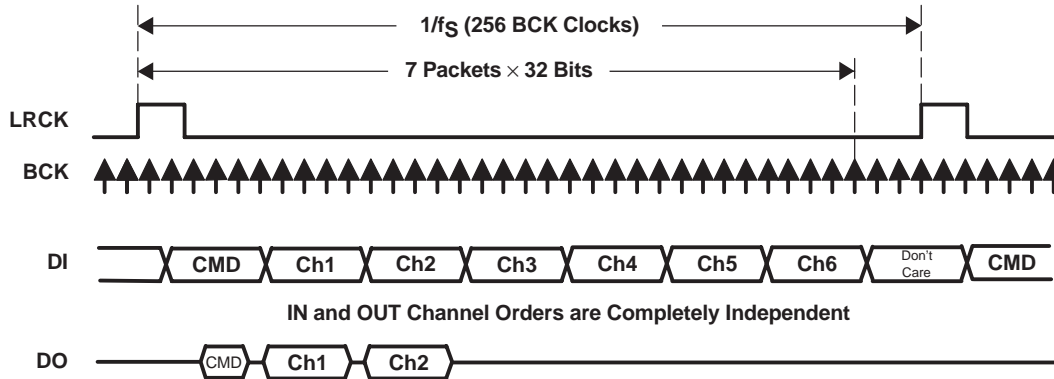 1/fS (256 BCK Clocks)
7 Packets × 32 Bits
LRCK
BCK
DI CMD Ch1 Ch2 Ch3 Ch4 Ch5 Ch6 Don't Care CMD
IN and OUT Channel Orders are Completely Independent
DO CMD Ch1 Ch2